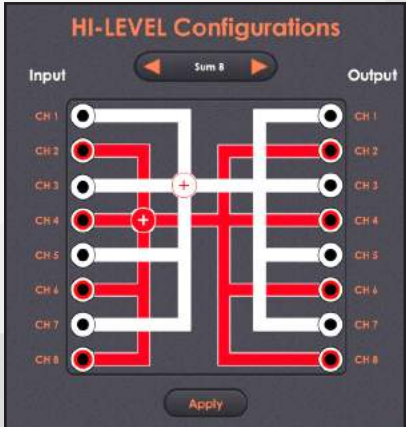 HI-LEVEL Configurations
Sum 8
Input Output
CH 1 CH 1
CH 2 CH 2
CH 3 + CH 3
CH 4 + CH 4
CH 5 CH 5
CH 6 CH 6
CH 7 CH 7
CH 8 CH 8
Apply